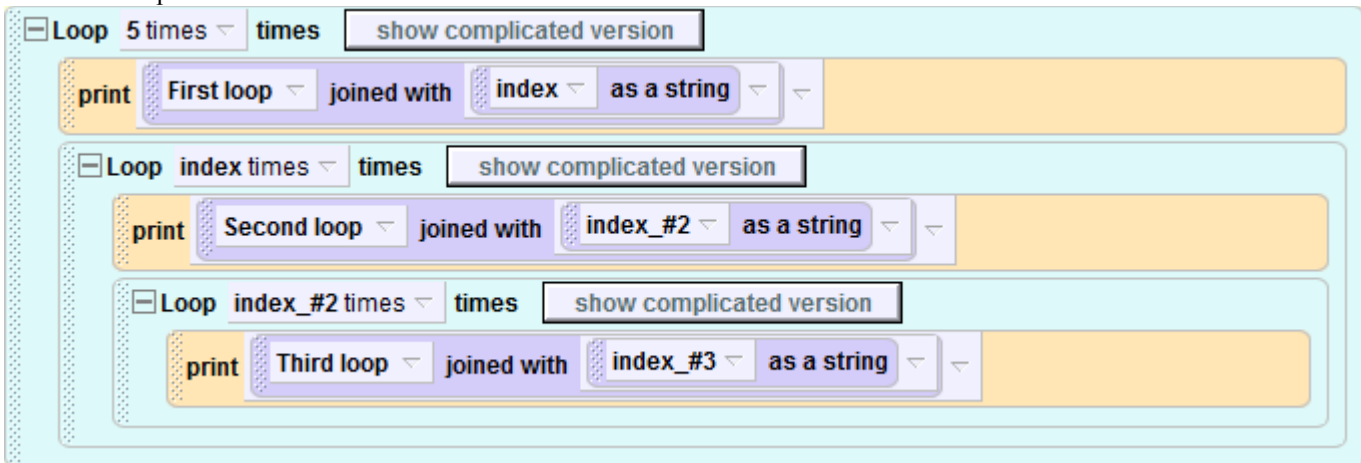 Loop 5 times times show complicated version
print First loop joined with index as a string
Loop index times times show complicated version
print Second loop joined with index_#2 as a string
Loop index_#2 times times show complicated version
print Third loop joined with index_#3 as a string